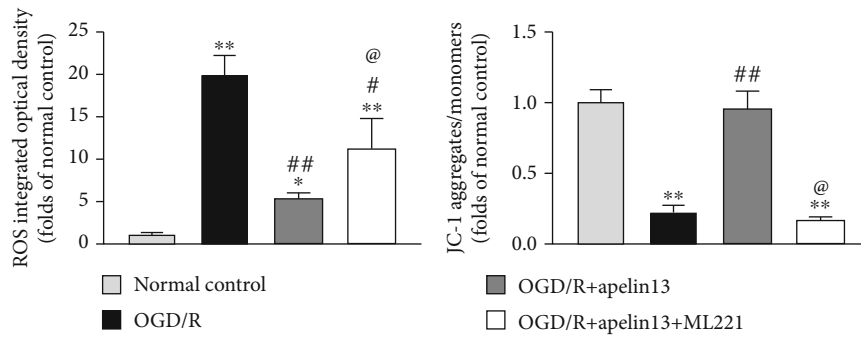 ROS integrated optical density
(folds of normal control)
25
20
15
10
5
0
**
##
*
@
#
**
JC-1 aggregates/monomers
(folds of normal control)
1.5
1.0
0.5
0.0
**
##
@
**
Normal control
OGD/R
OGD/R+apelin13
OGD/R+apelin13+ML221